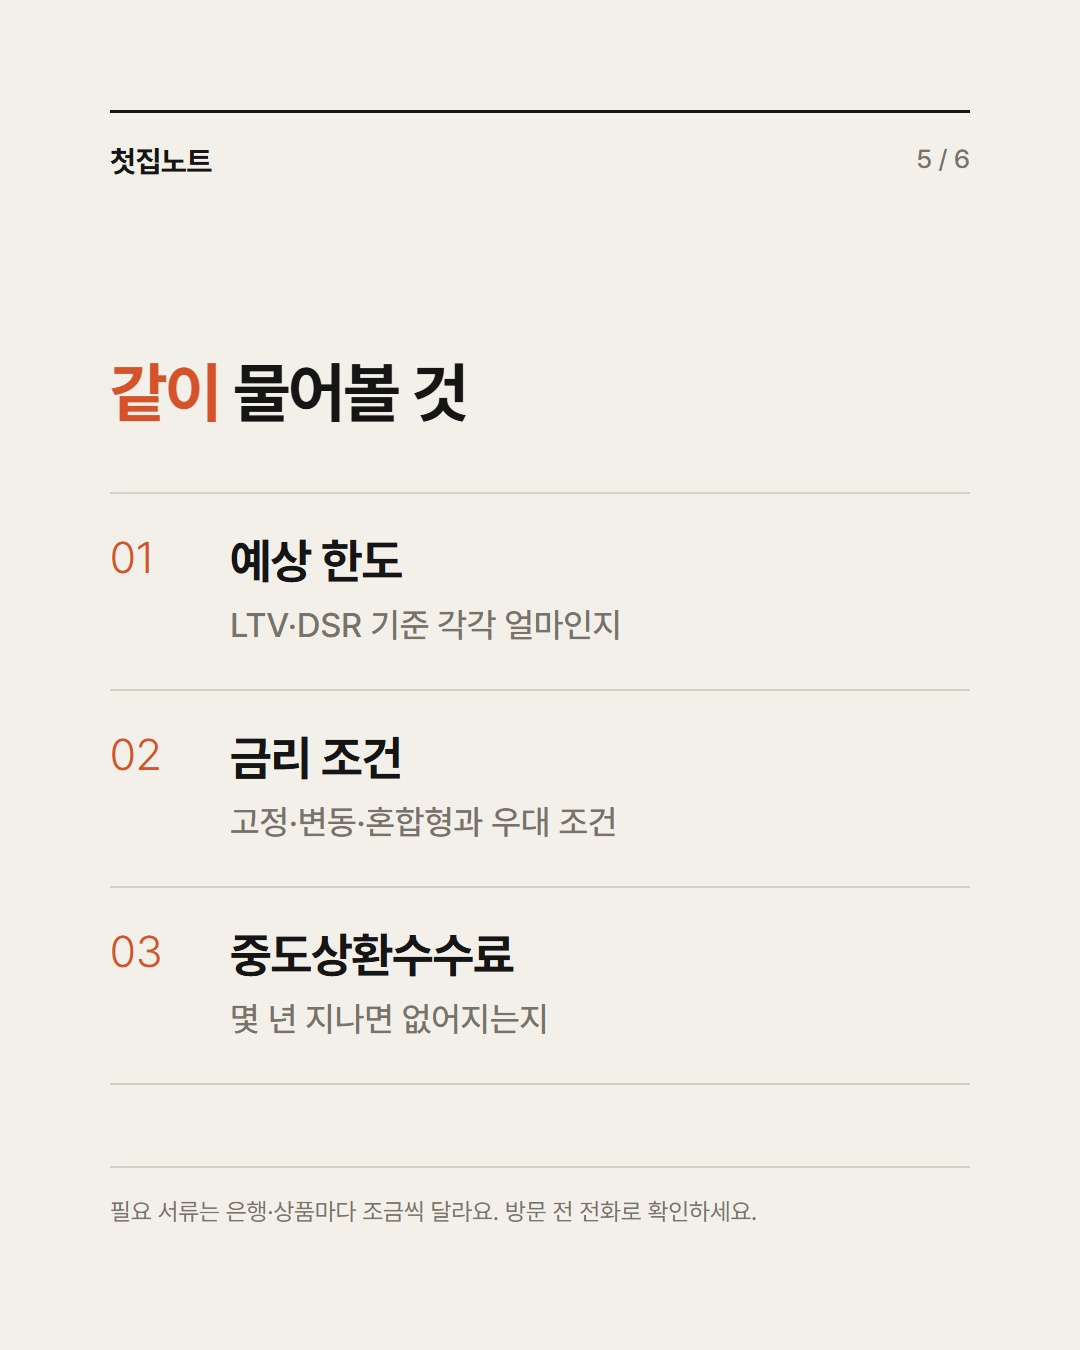 첫집노트
5 / 6
같이 물어볼 것
01
예상 한도
LTV·DSR 기준 각각 얼마인지
02
금리 조건
고정·변동·혼합형과 우대 조건
03
중도상환수수료
몇 년 지나면 없어지는지
필요 서류는 은행·상품마다 조금씩 달라요. 방문 전 전화로 확인하세요.